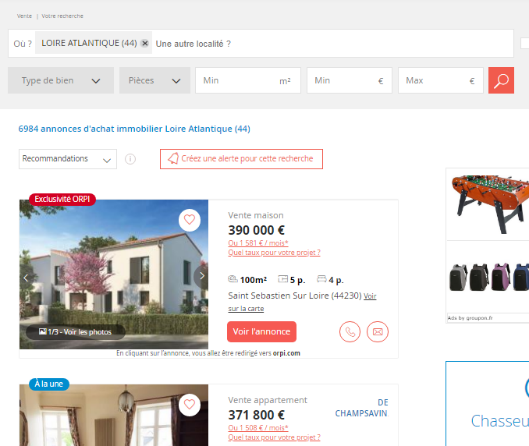 Vente | Votre recherche
Où ? LOIRE ATLANTIQUE (44) × Une autre localité ?
Type de bien Pièces Min m² Min € Max €
6984 annonces d'achat immobilier Loire Atlantique (44)
Recommandations i Créez une alerte pour cette recherche
Exclusivité ORPI
Vente maison
390 000 €
Ou 1 581 € / mois*
Quel taux pour votre projet ?
100m² 5 p. 4 p.
Saint Sebastien Sur Loire (44230) Voir
sur la carte
1/3 - Voir les photos
Voir l'annonce
En cliquant sur l'annonce, vous allez être redirigé vers orpi.com
Ads by groupon.fr
À la une
Vente appartement
371 800 €
Ou 1 508 € / mois*
Quel taux pour votre projet ?
DE
CHAMPSAVIN
Chasseu